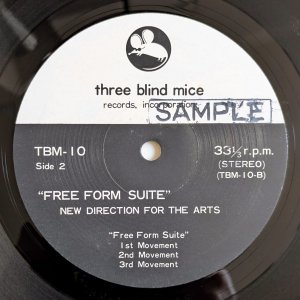 three blind mice
records, incorporation
SAMPLE
TBM-10
33⅓ r.p.m.
Side 2
(STEREO)
(TBM-10-B)
"FREE FORM SUITE"
NEW DIRECTION FOR THE ARTS
"Free Form Suite"
1st Movement
2nd Movement
3rd Movement